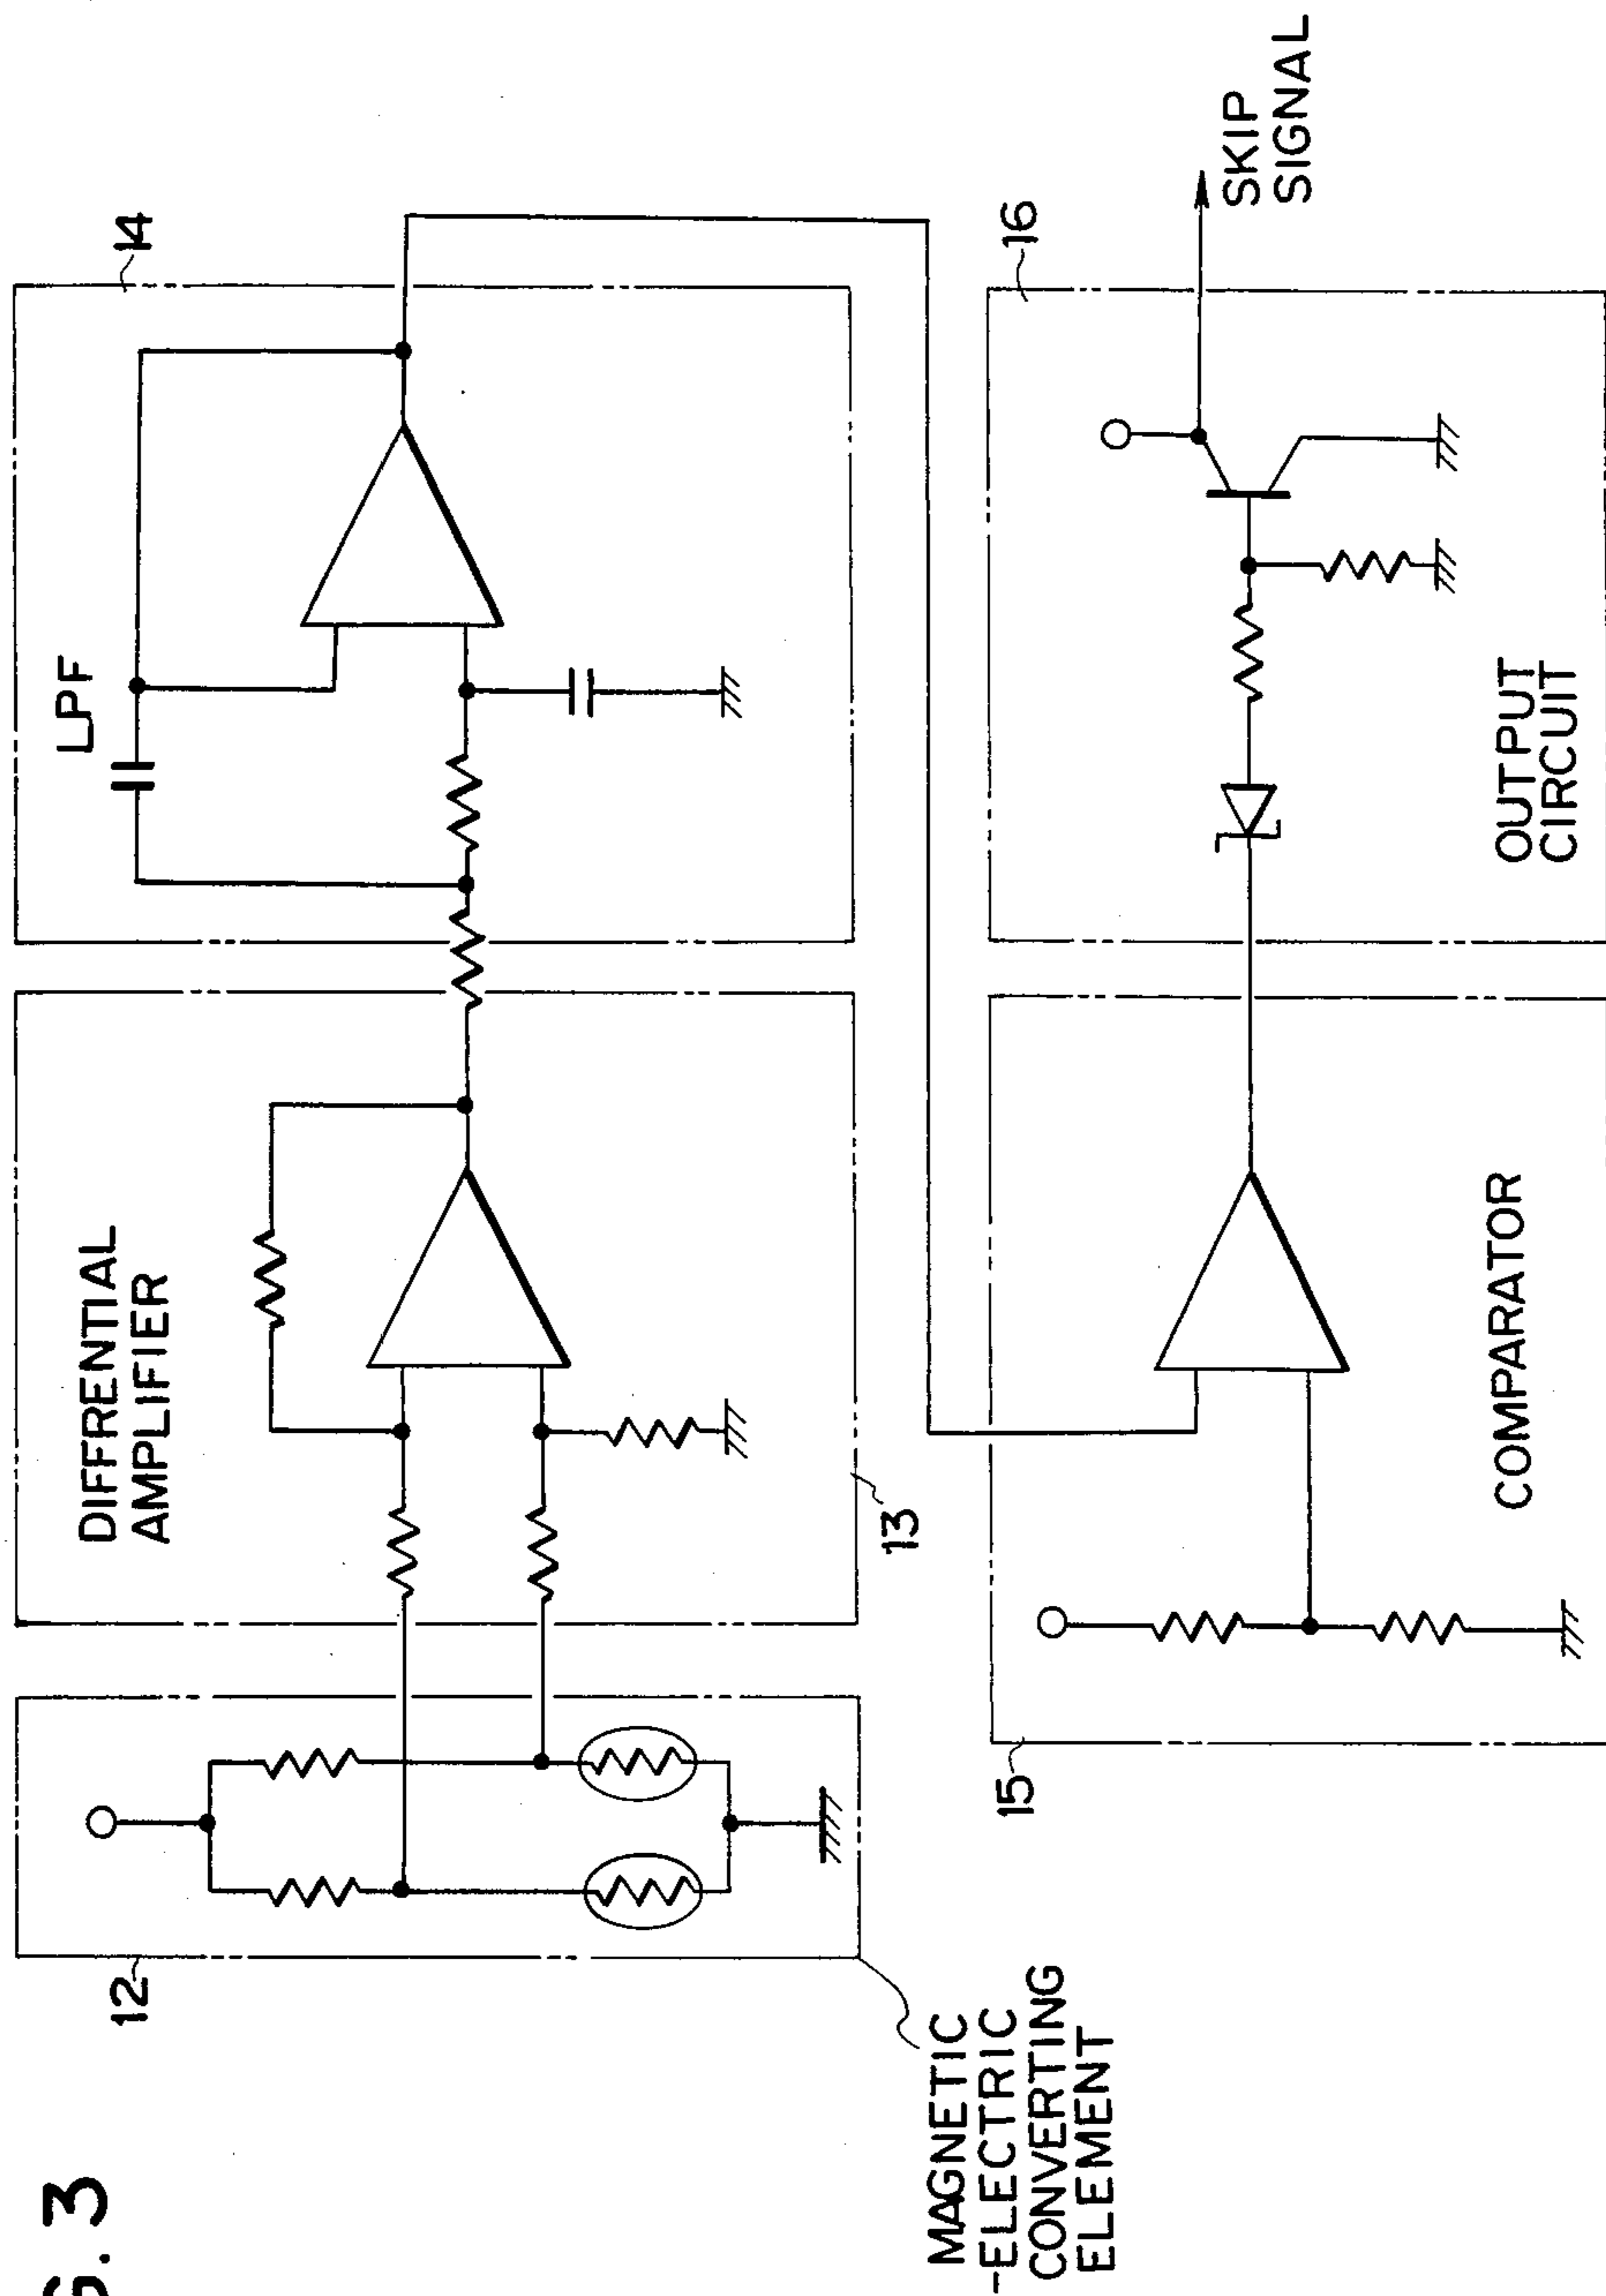 G. 3
12
MAGNETIC
-ELECTRIC
CONVERTING
ELEMENT
DIFFRENTIAL
AMPLIFIER
13
LPF
14
15
COMPARATOR
OUTPUT
CIRCUIT
16
SKIP
SIGNAL